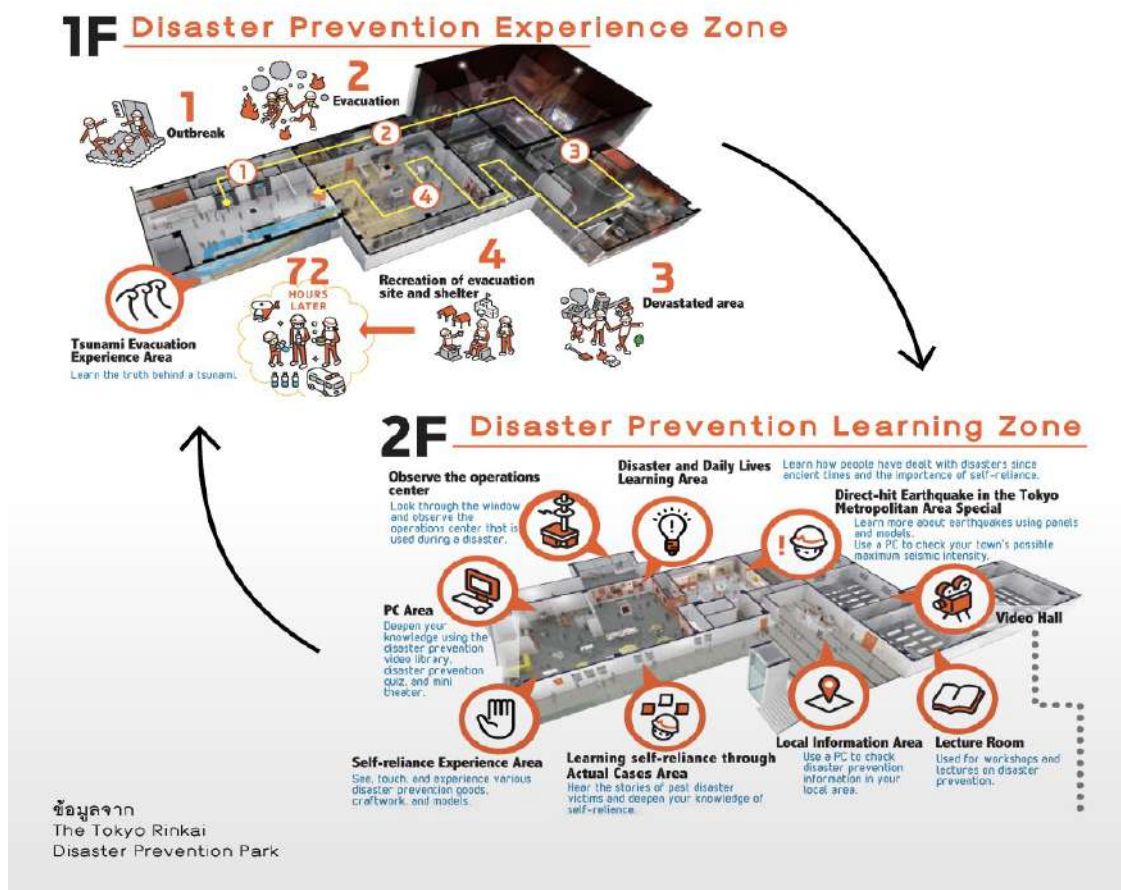 1F Disaster Prevention Experience Zone
1
Outbreak
2
Evacuation
1
2
3
4
72
HOURS
LATER
4
Recreation of evacuation
site and shelter
3
Devastated area
Tsunami Evacuation
Experience Area
Learn the truth behind a tsunami.
2F Disaster Prevention Learning Zone
Observe the operations
center
Look through the window
and observe the
operations center that is
used during a disaster.
Disaster and Daily Lives
Learning Area
Learn how people have dealt with disasters since
ancient times and the importance of self-reliance.
Direct-hit Earthquake in the Tokyo
Metropolitan Area Special
Learn more about earthquakes using panels
and models.
Use a PC to check your town's possible
maximum seismic intensity.
PC Area
Deepen your
knowledge using the
disaster prevention
video library,
disaster prevention
quiz, and mini
theater.
Video Hall
Self-reliance Experience Area
See, touch, and experience various
disaster prevention goods,
craftwork, and models.
Learning self-reliance through
Actual Cases Area
Hear the stories of past disaster
victims and deepen your knowledge of
self-relience.
Local Information Area
Use a PC to check
disaster prevention
information in your
local area.
Lecture Room
Used for workshops and
lectures on disaster
prevention.
ข้อมูลจาก
The Tokyo Rinkai
Disaster Prevention Park